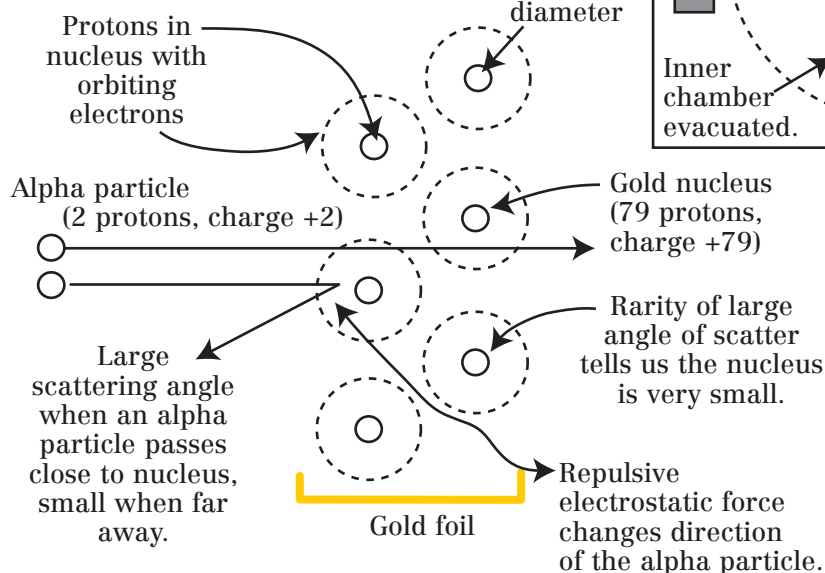 diameter
Protons in
nucleus with
orbiting
electrons
Inner
chamber
evacuated.
Alpha particle
(2 protons, charge +2)
Gold nucleus
(79 protons,
charge +79)
Rarity of large
angle of scatter
tells us the nucleus
is very small.
Large
scattering angle
when an alpha
particle passes
close to nucleus,
small when far
away.
Gold foil
Repulsive
electrostatic force
changes direction
of the alpha particle.